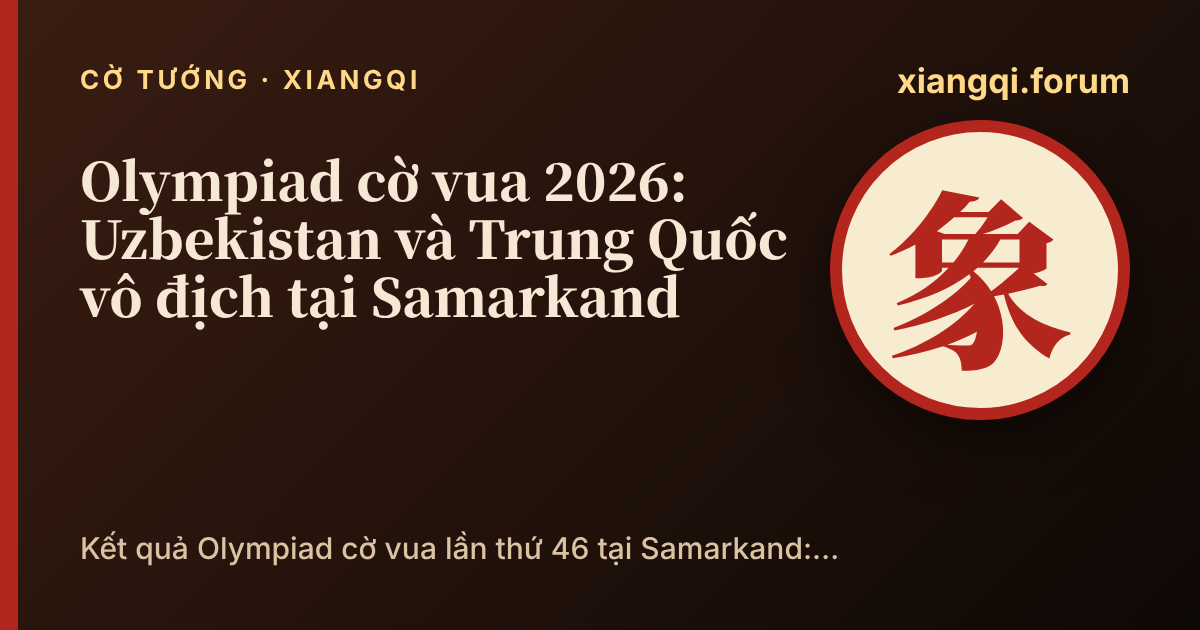 CỜ TƯỚNG · XIANGQI
xiangqi.forum
Olympiad cờ vua 2026:
Uzbekistan và Trung Quốc
vô địch tại Samarkand
象
Kết quả Olympiad cờ vua lần thứ 46 tại Samarkand:...